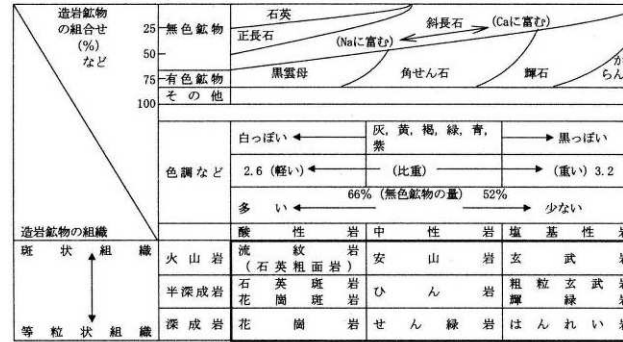 造岩鉱物
の組合せ
(%)
など
25
50
75
100
無色鉱物
有色鉱物
その他
石英
正長石
斜長石
(Naに富む)
(Caに富む)
黒雲母
角せん石
輝石
か
らん
色調など
白っぽい
灰, 黄, 褐, 緑, 青,
紫
黒っぽい
2.6 (軽い)
(比重)
(重い) 3.2
66% (無色鉱物の量) 52%
多い
少ない
造岩鉱物の組織
酸性岩
中性岩
塩基性岩
斑状組織
等粒状組織
火山岩
流紋岩
(石英粗面岩)
安山岩
玄武岩
半深成岩
石英斑岩
花崗斑岩
ひん岩
粗粒玄武岩
輝緑岩
深成岩
花崗岩
せん緑岩
はんれい岩